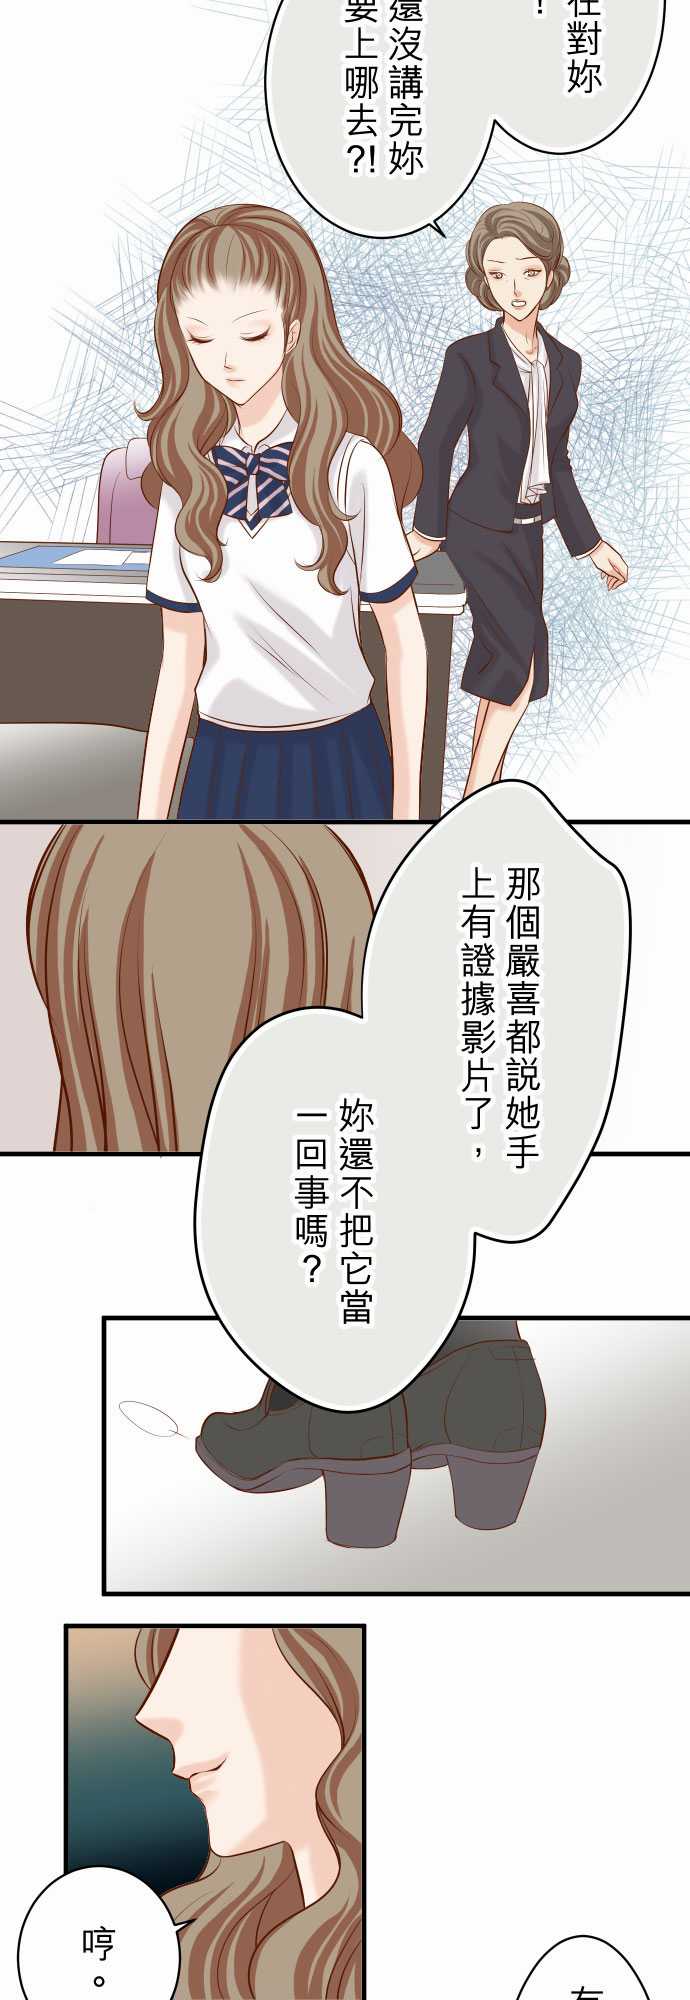 在對妳
！
還沒講完妳
要上哪去?!
那個嚴喜都說她手
上有證據影片了，
妳還不把它當
一回事嗎？
哼。
有